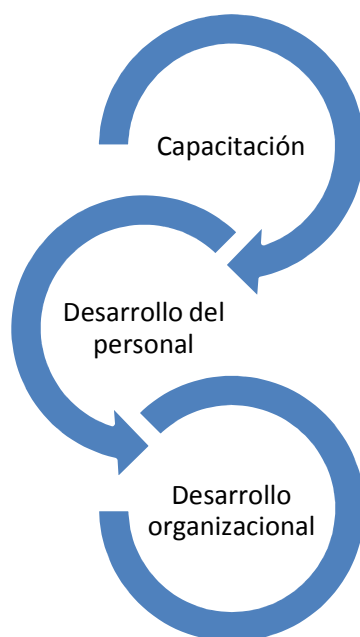 Capacitación
Desarrollo del
personal
Desarrollo
organizacional